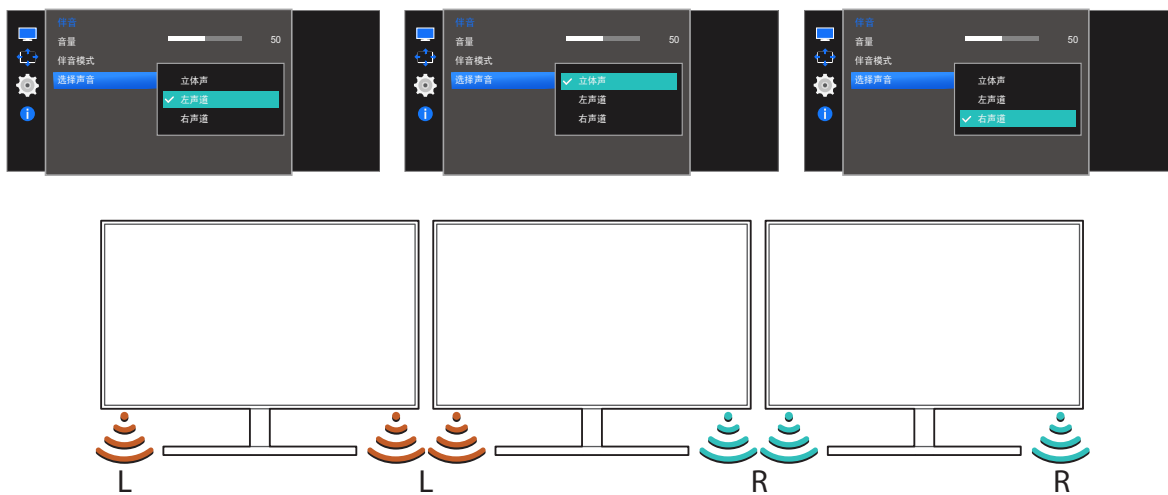 伴音
音量 50
伴音模式
选择声音
立体声
左声道
右声道
伴音
音量 50
伴音模式
选择声音
立体声
左声道
右声道
伴音
音量 50
伴音模式
选择声音
立体声
左声道
右声道
L L R R